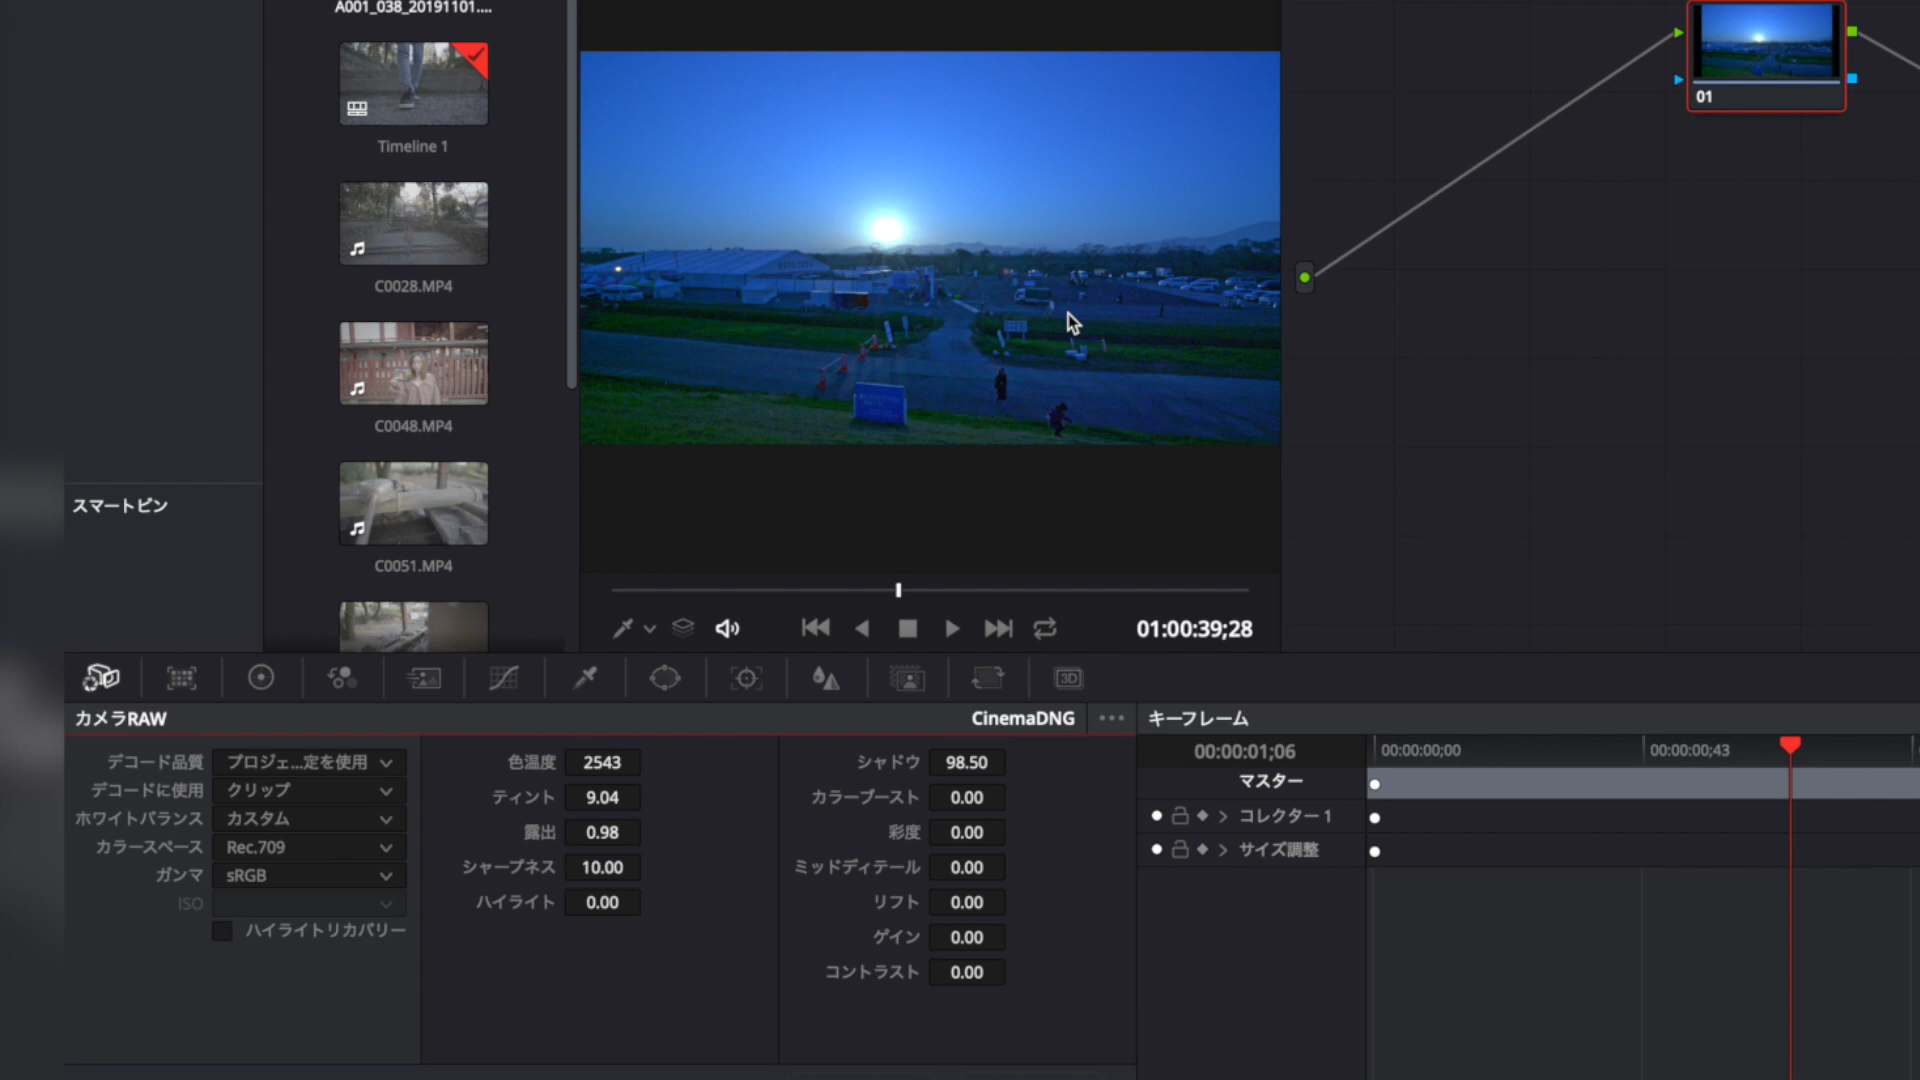 A001_038_20191101....
Timeline 1
C0028.MP4
C0048.MP4
C0051.MP4
スマートビン
01
01:00:39;28
3D
カメラRAW
CinemaDNG
デコード品質 プロジェ...定を使用
デコードに使用 クリップ
ホワイトバランス カスタム
カラースペース Rec.709
ガンマ sRGB
ISO
ハイライトリカバリー
色温度 2543
ティント 9.04
露出 0.98
シャープネス 10.00
ハイライト 0.00
シャドウ 98.50
カラーブースト 0.00
彩度 0.00
ミッドディテール 0.00
リフト 0.00
ゲイン 0.00
コントラスト 0.00
キーフレーム
00:00:01;06
00:00:00;00
00:00:00;43
マスター
コレクター1
サイズ調整